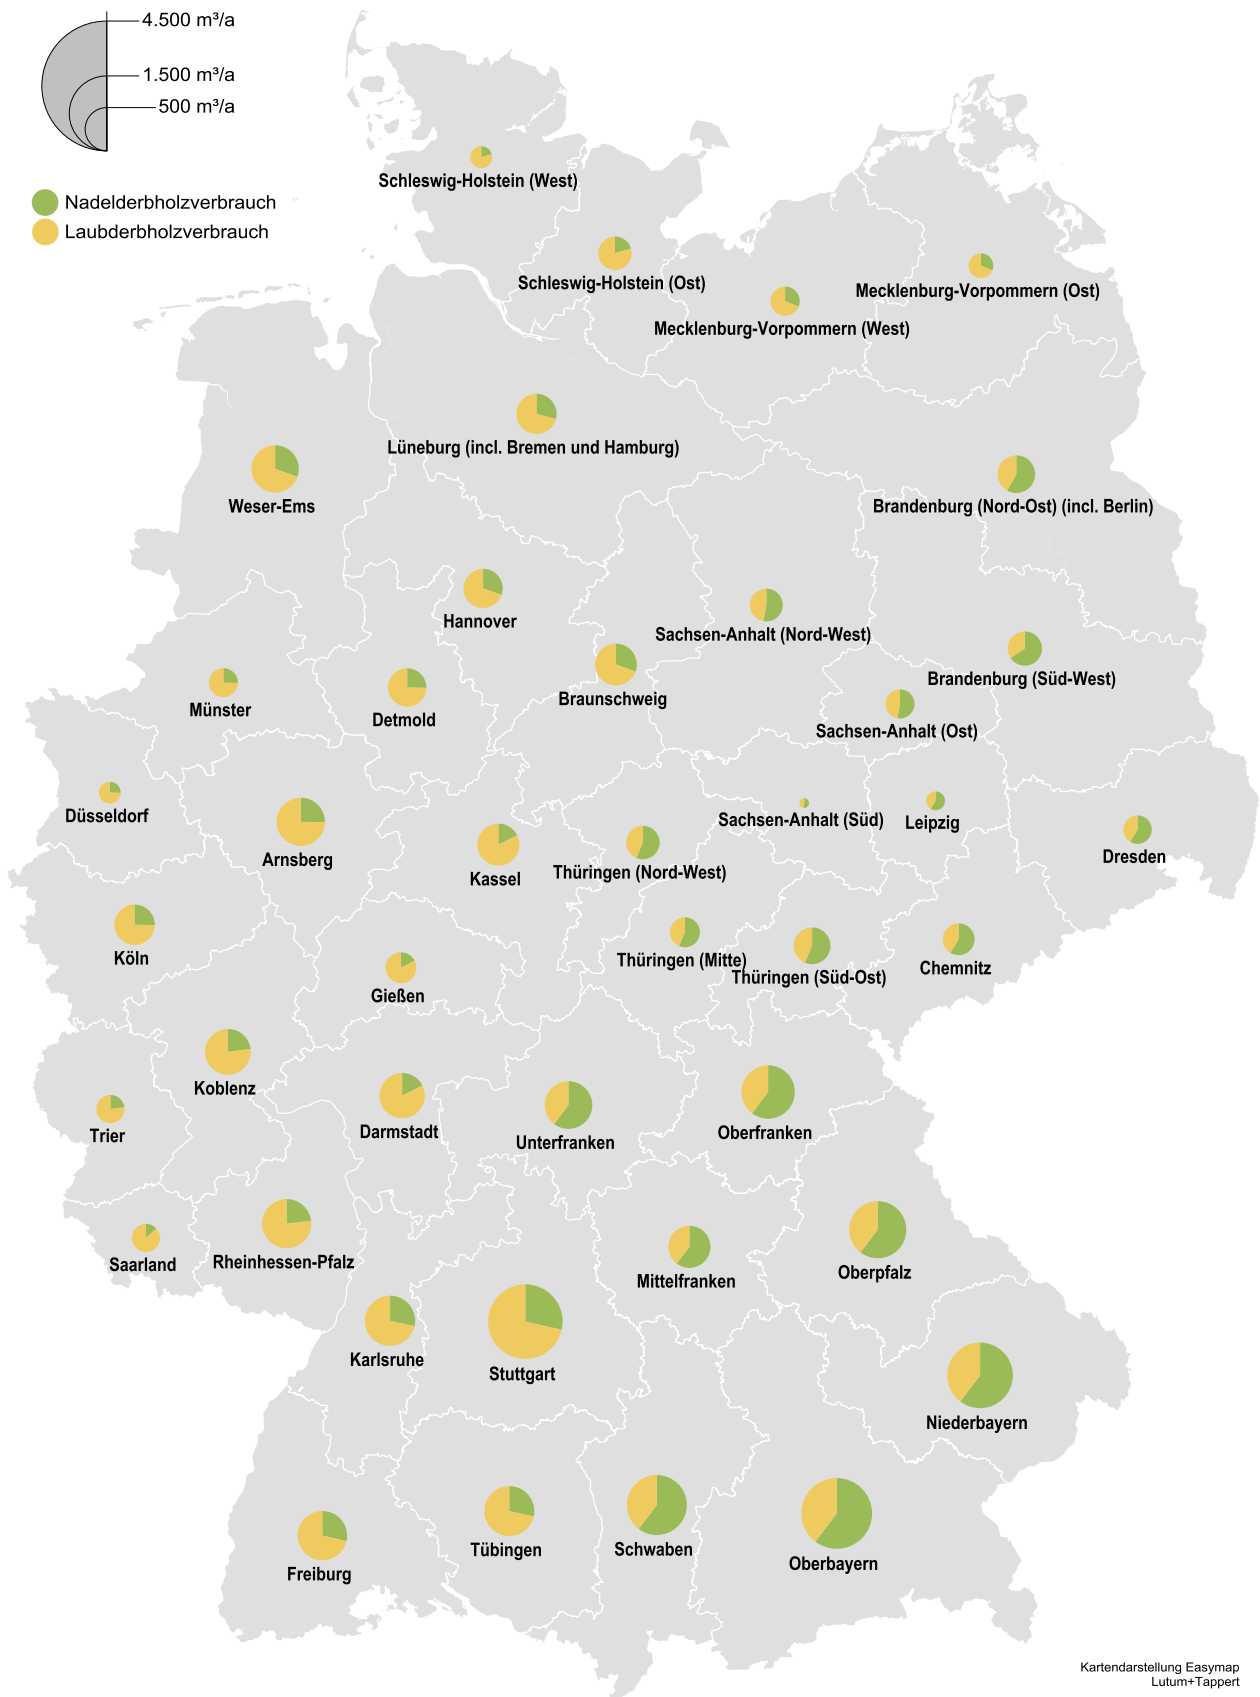 4.500 m³/a
1.500 m³/a
500 m³/a
Nadelderbholzverbrauch
Laubderbholzverbrauch
Schleswig-Holstein (West)
Schleswig-Holstein (Ost)
Mecklenburg-Vorpommern (Ost)
Mecklenburg-Vorpommern (West)
Lüneburg (incl. Bremen und Hamburg)
Weser-Ems
Brandenburg (Nord-Ost) (incl. Berlin)
Hannover
Sachsen-Anhalt (Nord-West)
Brandenburg (Süd-West)
Braunschweig
Münster
Detmold
Sachsen-Anhalt (Ost)
Düsseldorf
Sachsen-Anhalt (Süd)
Leipzig
Arnsberg
Dresden
Kassel
Thüringen (Nord-West)
Köln
Thüringen (Mitte)
Thüringen (Süd-Ost)
Chemnitz
Gießen
Koblenz
Trier
Darmstadt
Unterfranken
Oberfranken
Saarland
Rheinhessen-Pfalz
Mittelfranken
Oberpfalz
Karlsruhe
Stuttgart
Niederbayern
Freiburg
Tübingen
Schwaben
Oberbayern
Kartendarstellung Easymap
Lutum+Tappert